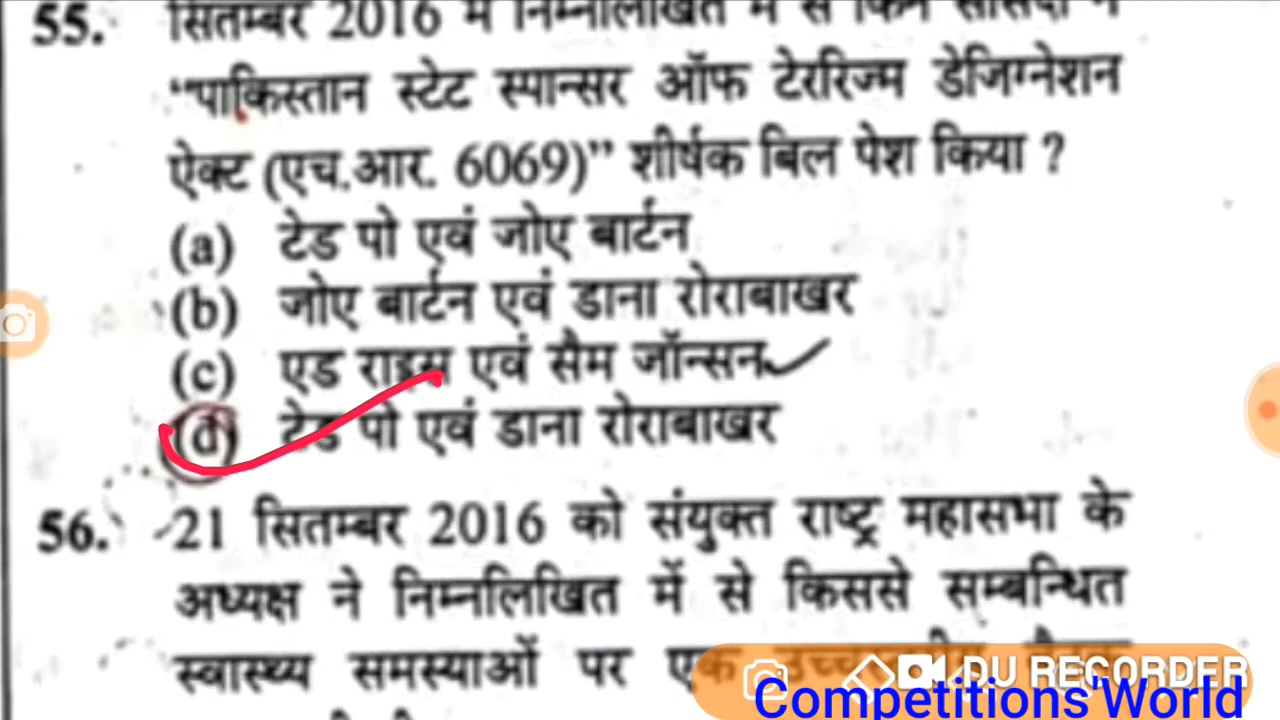 55. सितम्बर 2016 में निम्नलिखित में से किन सांसदों ने
“पाकिस्तान स्टेट स्पान्सर ऑफ टेररिज्म डेजिग्नेशन
ऐक्ट (एच.आर. 6069)” शीर्षक बिल पेश किया ?
(a) टेड पो एवं जोए बार्टन
(b) जोए बार्टन एवं डाना रोराबाखर
(c) एड राइस एवं सैम जॉन्सन
(d) टेड पो एवं डाना रोराबाखर
56. 21 सितम्बर 2016 को संयुक्त राष्ट्र महासभा के
अध्यक्ष ने निम्नलिखित में से किससे सम्बन्धित
स्वास्थ्य समस्याओं पर एक
DU RECORDER
Competitions'World